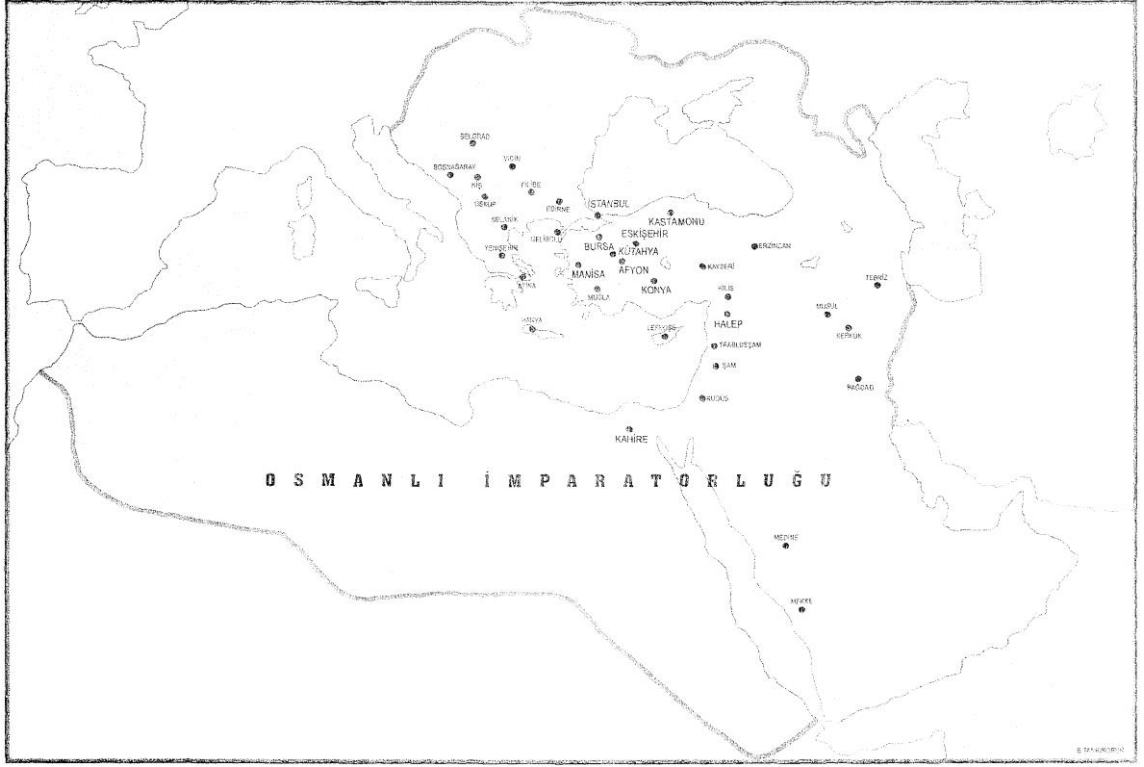 BELGRAD
BOSNASARAY
VİDİN
NİŞ
ÜSKÜP
FİLİBE
EDİRNE
İSTANBUL
KASTAMONU
SELANİK
GELİBOLU
BURSA
ESKİŞEHİR
KÜTAHYA
ERZİNCAN
YENİŞEHİR
MANİSA
AFYON
KAYSERİ
ATİNA
MUĞLA
KONYA
KİLİS
TEBRİZ
HANYA
LEFKOŞE
HALEP
MUSUL
KERKÜK
TRABLUSŞAM
ŞAM
BAĞDAD
KUDÜS
KAHİRE
OSMANLI İMPARATORLUĞU
MEDİNE
MEKKE